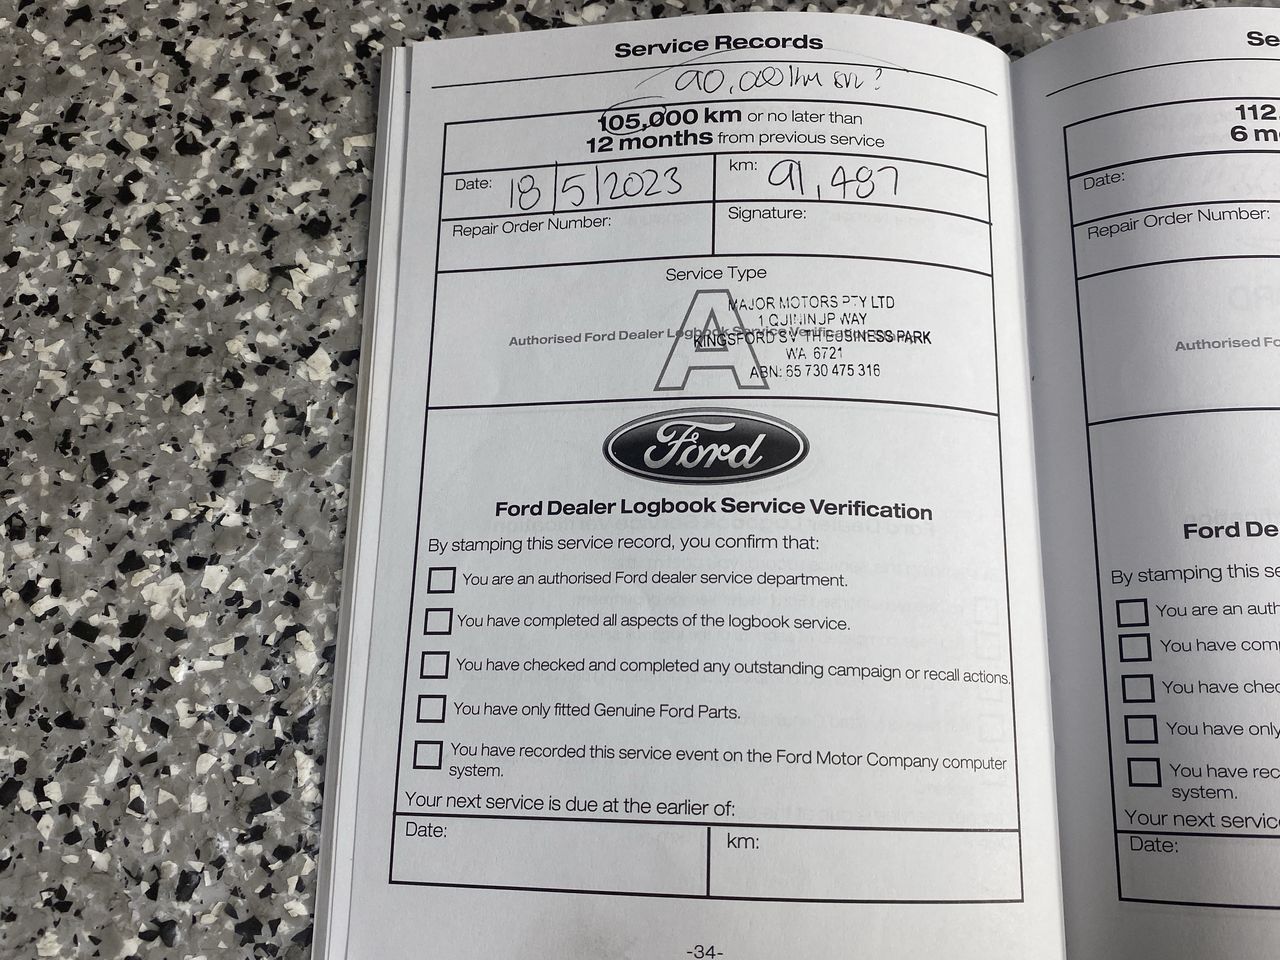 Service Records
90,000km svc?
105,000 km or no later than
12 months from previous service
Date: 18/5/2023
km: 91,487
Repair Order Number:
Signature:
Service Type
A
Authorised Ford Dealer Logbook Service Verification
MAJOR MOTORS PTY LTD
WAY
BUSINESS PARK
WA 6721
ABN: 65 730 475 316
Ford
Ford Dealer Logbook Service Verification
By stamping this service record, you confirm that:
You are an authorised Ford dealer service department.
You have completed all aspects of the logbook service.
You have checked and completed any outstanding campaign or recall actions.
You have only fitted Genuine Ford Parts.
You have recorded this service event on the Ford Motor Company computer
system.
Your next service is due at the earlier of:
Date:
km:
-34-
Se
112,
6 m
Date:
Repair Order Number:
Authorised Fo
Ford De
By stamping this se
You are an auth
You have com
You have chec
You have only
You have rec
system.
Your next service
Date: